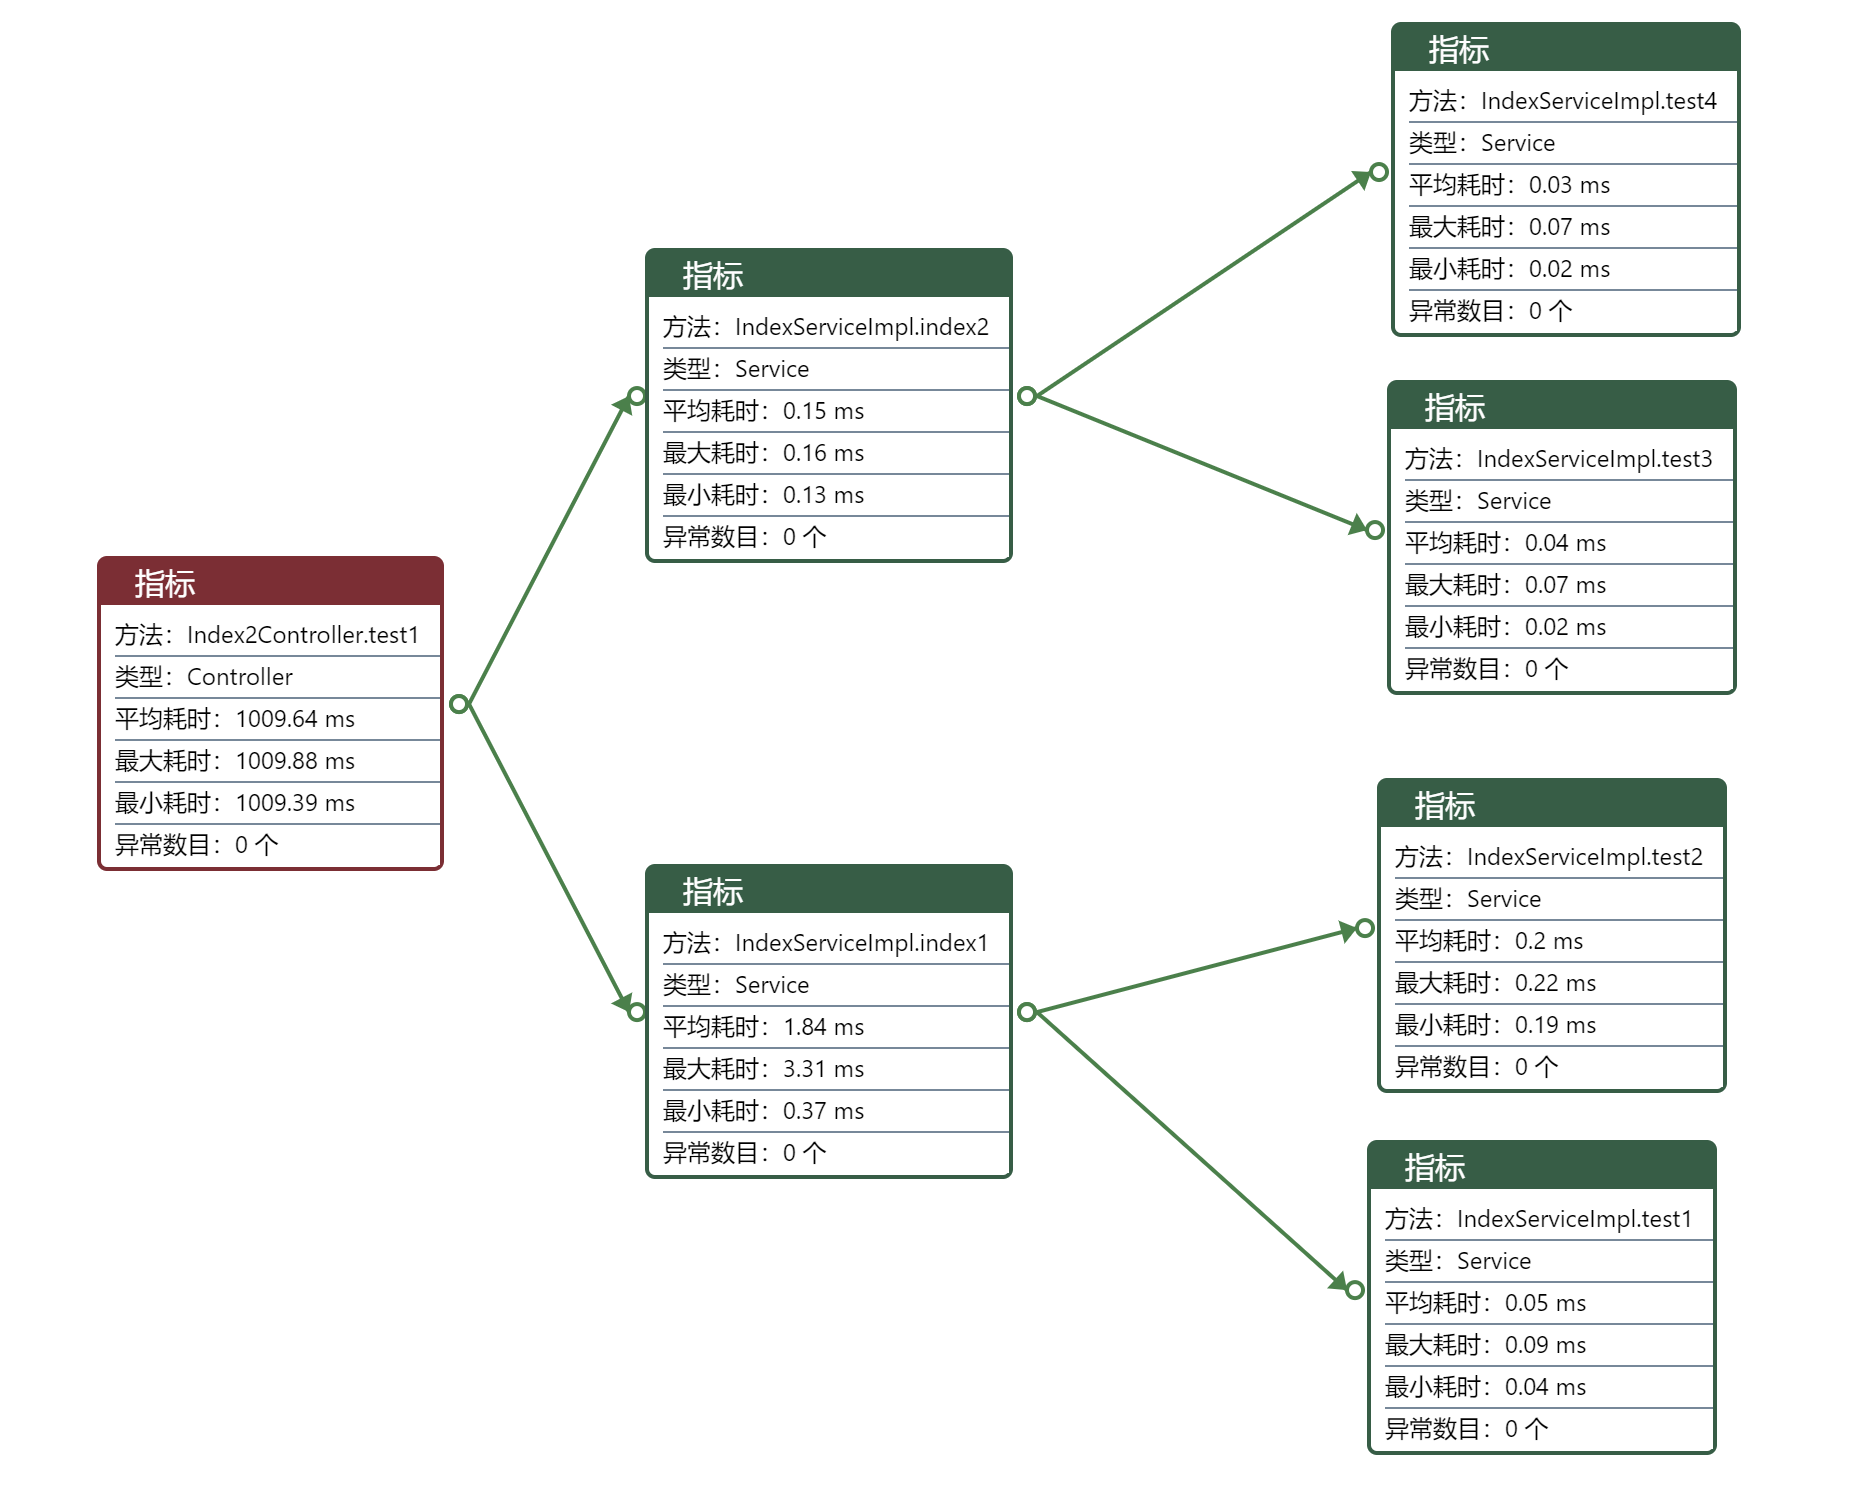 指标
方法：Index2Controller.test1
类型：Controller
平均耗时：1009.64 ms
最大耗时：1009.88 ms
最小耗时：1009.39 ms
异常数目：0 个
指标
方法：IndexServiceImpl.index2
类型：Service
平均耗时：0.15 ms
最大耗时：0.16 ms
最小耗时：0.13 ms
异常数目：0 个
指标
方法：IndexServiceImpl.index1
类型：Service
平均耗时：1.84 ms
最大耗时：3.31 ms
最小耗时：0.37 ms
异常数目：0 个
指标
方法：IndexServiceImpl.test4
类型：Service
平均耗时：0.03 ms
最大耗时：0.07 ms
最小耗时：0.02 ms
异常数目：0 个
指标
方法：IndexServiceImpl.test3
类型：Service
平均耗时：0.04 ms
最大耗时：0.07 ms
最小耗时：0.02 ms
异常数目：0 个
指标
方法：IndexServiceImpl.test2
类型：Service
平均耗时：0.2 ms
最大耗时：0.22 ms
最小耗时：0.19 ms
异常数目：0 个
指标
方法：IndexServiceImpl.test1
类型：Service
平均耗时：0.05 ms
最大耗时：0.09 ms
最小耗时：0.04 ms
异常数目：0 个